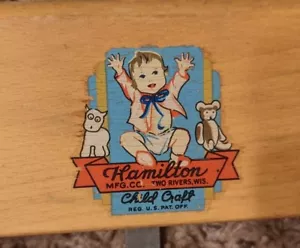 Hamilton
MFG. CO. TWO RIVERS, WIS.
Child Craft
REG. U.S. PAT. OFF.